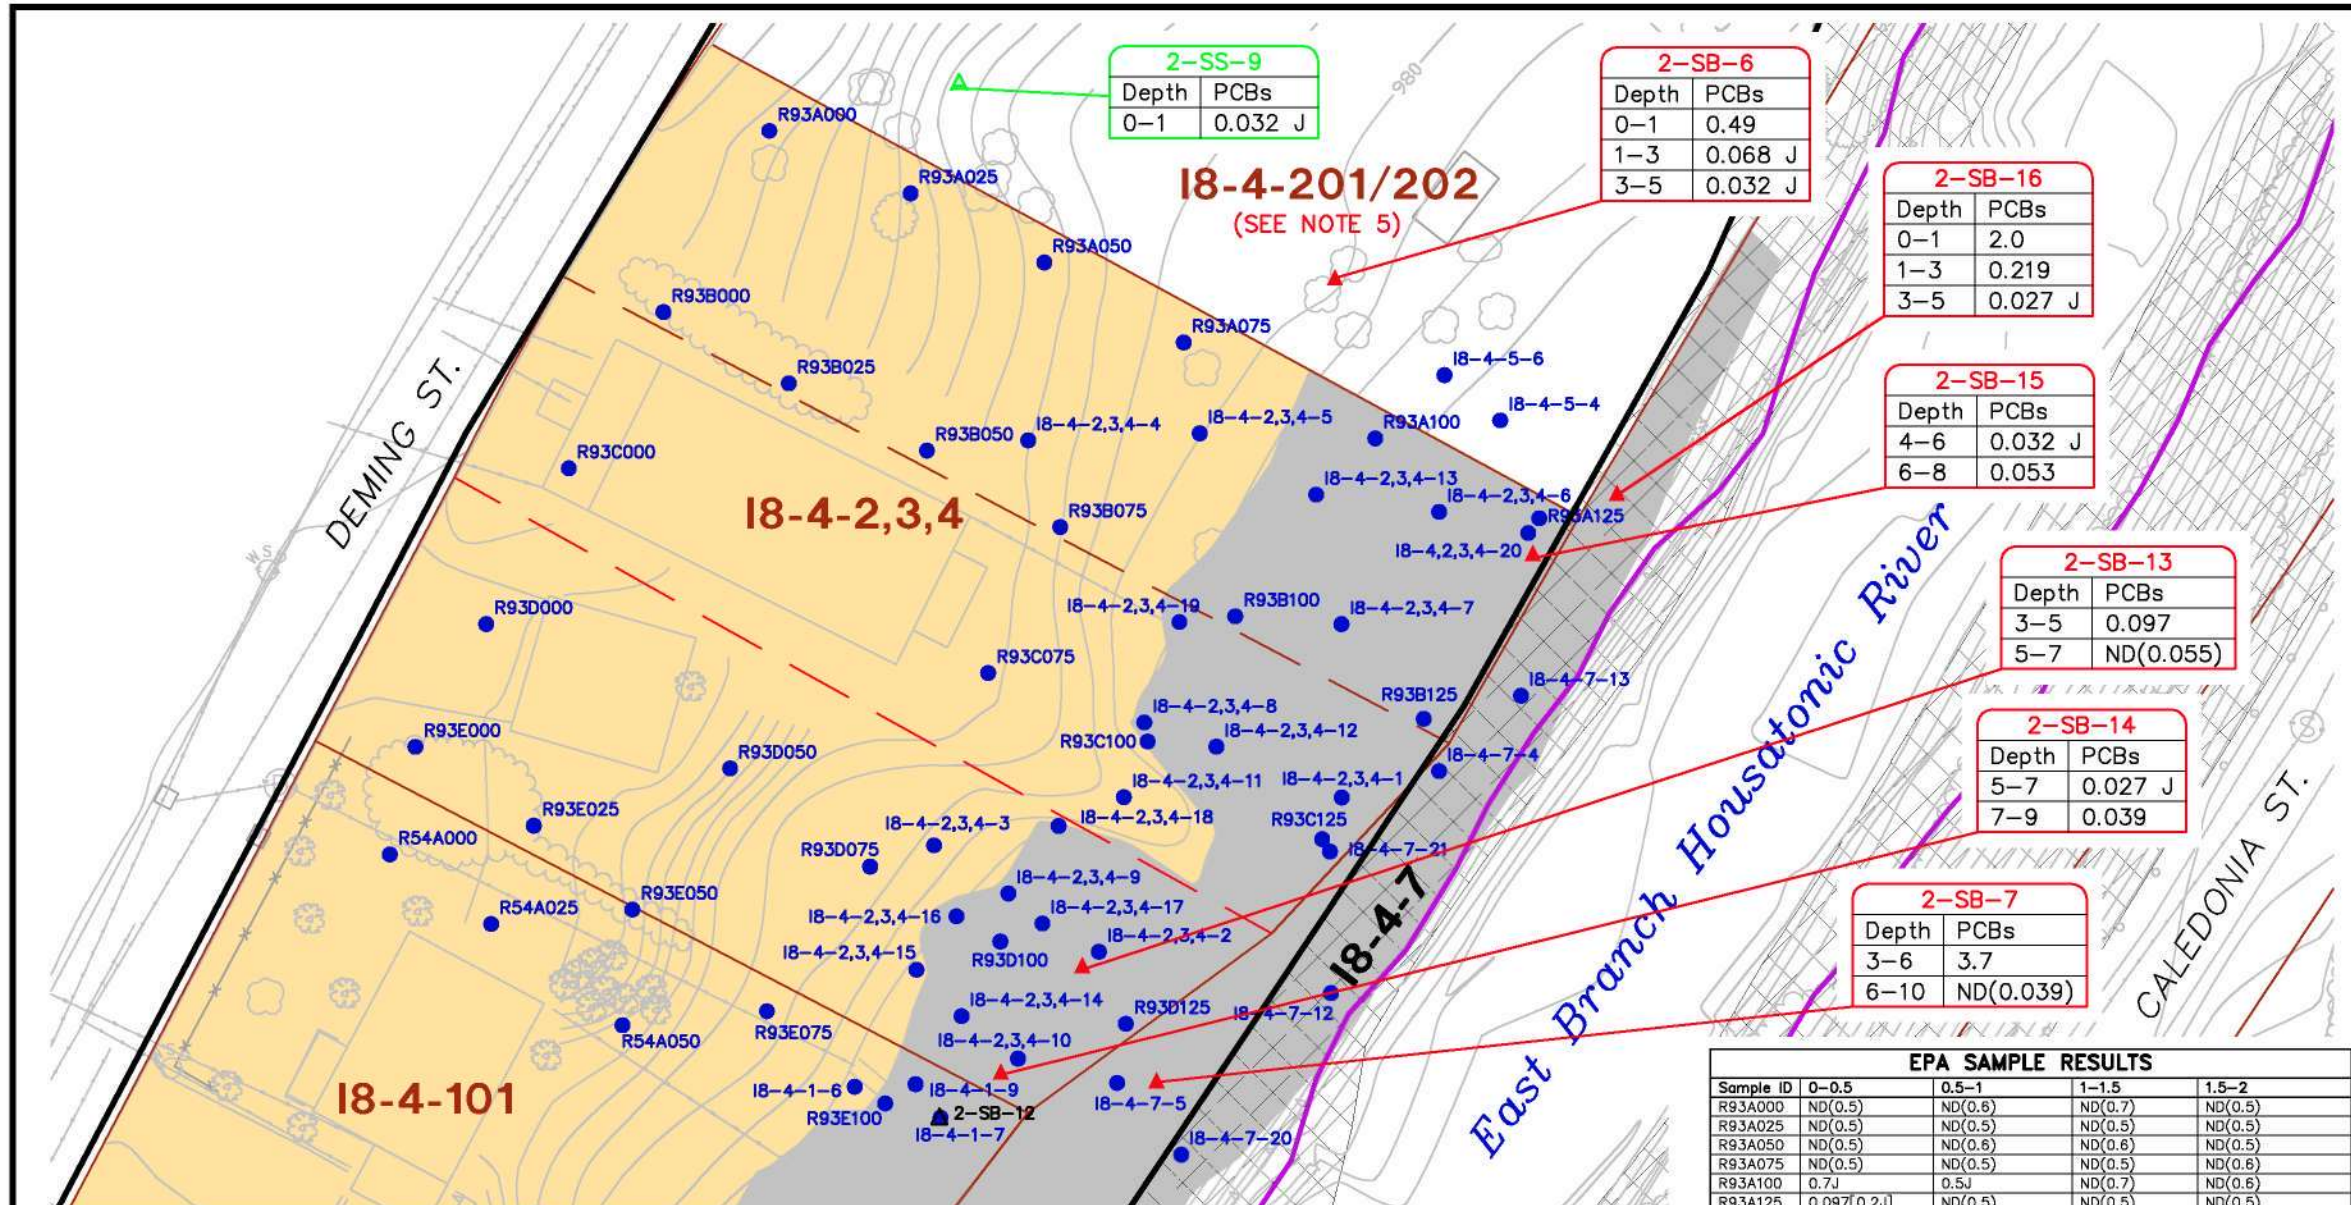 2-SS-9
Depth PCBs
0-1 0.032 J
2-SB-6
Depth PCBs
0-1 0.49
1-3 0.068 J
3-5 0.032 J
980
I8-4-201/202
(SEE NOTE 5)
2-SB-16
Depth PCBs
0-1 2.0
1-3 0.219
3-5 0.027 J
2-SB-15
Depth PCBs
4-6 0.032 J
6-8 0.053
2-SB-13
Depth PCBs
3-5 0.097
5-7 ND(0.055)
2-SB-14
Depth PCBs
5-7 0.027 J
7-9 0.039
2-SB-7
Depth PCBs
3-6 3.7
6-10 ND(0.039)
R93A000
R93A025
R93A050
R93B000
R93A075
R93B025
I8-4-5-6
I8-4-5-4
R93B050
I8-4-2,3,4-4
I8-4-2,3,4-5
R93A100
R93C000
I8-4-2,3,4-13
I8-4-2,3,4-6
R93A125
I8-4,2,3,4-20
DEMING ST.
I8-4-2,3,4
R93B075
WS
R93D000
I8-4-2,3,4-19
R93B100
I8-4-2,3,4-7
R93C075
I8-4-7-13
R93B125
I8-4-2,3,4-8
R93C100
I8-4-2,3,4-12
R93E000
R93D050
I8-4-7-4
I8-4-2,3,4-11
I8-4-2,3,4-1
R93E025
I8-4-2,3,4-3
I8-4-2,3,4-18
R93C125
R54A000
R93D075
I8-4-7-21
I8-4-2,3,4-9
R93E050
R54A025
I8-4-2,3,4-16
I8-4-2,3,4-17
I8-4-2,3,4-2
I8-4-7
I8-4-2,3,4-15
R93D100
I8-4-2,3,4-14
R93D125
I8-4-7-12
R93E075
R54A050
I8-4-2,3,4-10
I8-4-101
I8-4-1-6
I8-4-1-9
I8-4-7-5
R93E100
2-SB-12
I8-4-1-7
I8-4-7-20
East Branch Housatonic River
S
CALEDONIA ST.
EPA SAMPLE RESULTS
Sample ID 0-0.5 0.5-1 1-1.5 1.5-2
R93A000 ND(0.5) ND(0.6) ND(0.7) ND(0.5)
R93A025 ND(0.5) ND(0.5) ND(0.5) ND(0.5)
R93A050 ND(0.5) ND(0.6) ND(0.6) ND(0.5)
R93A075 ND(0.5) ND(0.5) ND(0.5) ND(0.6)
R93A100 0.7J 0.5J ND(0.7) ND(0.6)
R93A125 0.097[0.2J] ND(0.5) ND(0.5) ND(0.5)